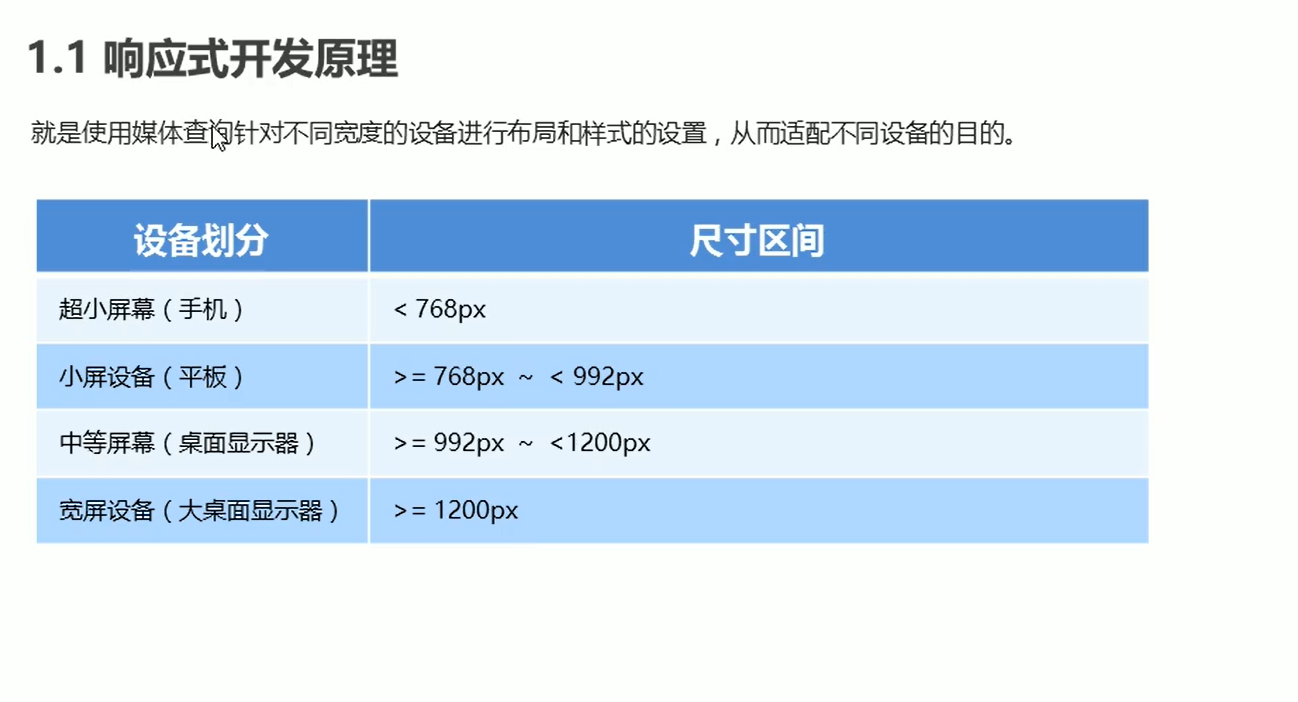 1.1 响应式开发原理
就是使用媒体查询针对不同宽度的设备进行布局和样式的设置，从而适配不同设备的目的。
设备划分 尺寸区间
超小屏幕（手机） < 768px
小屏设备（平板） >= 768px ~ < 992px
中等屏幕（桌面显示器） >= 992px ~ <1200px
宽屏设备（大桌面显示器） >= 1200px